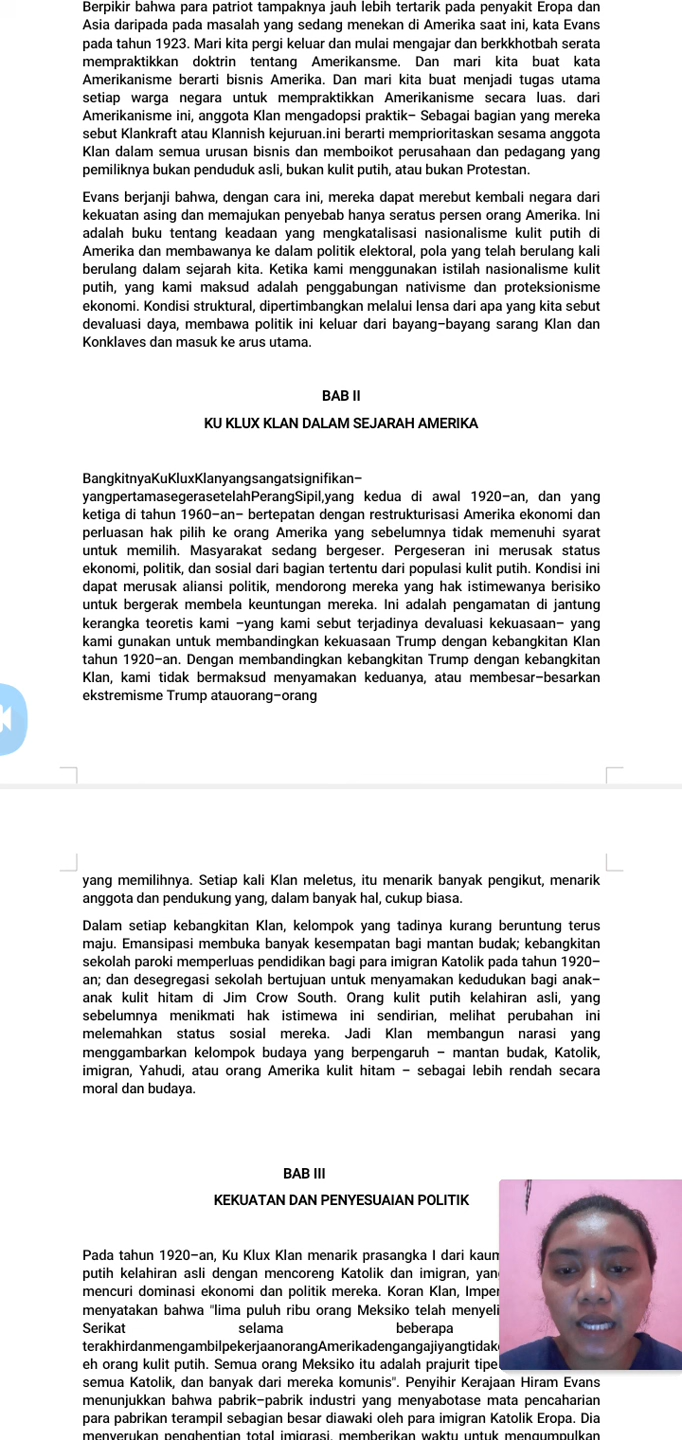 Berpikir bahwa para patriot tampaknya jauh lebih tertarik pada penyakit Eropa dan
Asia daripada pada masalah yang sedang menekan di Amerika saat ini, kata Evans
pada tahun 1923. Mari kita pergi keluar dan mulai mengajar dan berkkhotbah serata
mempraktikkan doktrin tentang Amerikansme. Dan mari kita buat kata
Amerikanisme berarti bisnis Amerika. Dan mari kita buat menjadi tugas utama
setiap warga negara untuk mempraktikkan Amerikanisme secara luas. dari
Amerikanisme ini, anggota Klan mengadopsi praktik– Sebagai bagian yang mereka
sebut Klankraft atau Klannish kejuruan.ini berarti memprioritaskan sesama anggota
Klan dalam semua urusan bisnis dan memboikot perusahaan dan pedagang yang
pemiliknya bukan penduduk asli, bukan kulit putih, atau bukan Protestan.
Evans berjanji bahwa, dengan cara ini, mereka dapat merebut kembali negara dari
kekuatan asing dan memajukan penyebab hanya seratus persen orang Amerika. Ini
adalah buku tentang keadaan yang mengkatalisasi nasionalisme kulit putih di
Amerika dan membawanya ke dalam politik elektoral, pola yang telah berulang kali
berulang dalam sejarah kita. Ketika kami menggunakan istilah nasionalisme kulit
putih, yang kami maksud adalah penggabungan nativisme dan proteksionisme
ekonomi. Kondisi struktural, dipertimbangkan melalui lensa dari apa yang kita sebut
devaluasi daya, membawa politik ini keluar dari bayang–bayang sarang Klan dan
Konklaves dan masuk ke arus utama.
BAB II
KU KLUX KLAN DALAM SEJARAH AMERIKA
BangkitnyaKuKluxKlanyangsangatsignifikan–
yangpertamasegerasetelahPerangSipil,yang kedua di awal 1920–an, dan yang
ketiga di tahun 1960–an– bertepatan dengan restrukturisasi Amerika ekonomi dan
perluasan hak pilih ke orang Amerika yang sebelumnya tidak memenuhi syarat
untuk memilih. Masyarakat sedang bergeser. Pergeseran ini merusak status
ekonomi, politik, dan sosial dari bagian tertentu dari populasi kulit putih. Kondisi ini
dapat merusak aliansi politik, mendorong mereka yang hak istimewanya berisiko
untuk bergerak membela keuntungan mereka. Ini adalah pengamatan di jantung
kerangka teoretis kami –yang kami sebut terjadinya devaluasi kekuasaan– yang
kami gunakan untuk membandingkan kekuasaan Trump dengan kebangkitan Klan
tahun 1920–an. Dengan membandingkan kebangkitan Trump dengan kebangkitan
Klan, kami tidak bermaksud menyamakan keduanya, atau membesar–besarkan
ekstremisme Trump atauorang–orang
yang memilihnya. Setiap kali Klan meletus, itu menarik banyak pengikut, menarik
anggota dan pendukung yang, dalam banyak hal, cukup biasa.
Dalam setiap kebangkitan Klan, kelompok yang tadinya kurang beruntung terus
maju. Emansipasi membuka banyak kesempatan bagi mantan budak; kebangkitan
sekolah paroki memperluas pendidikan bagi para imigran Katolik pada tahun 1920–
an; dan desegregasi sekolah bertujuan untuk menyamakan kedudukan bagi anak–
anak kulit hitam di Jim Crow South. Orang kulit putih kelahiran asli, yang
sebelumnya menikmati hak istimewa ini sendirian, melihat perubahan ini
melemahkan status sosial mereka. Jadi Klan membangun narasi yang
menggambarkan kelompok budaya yang berpengaruh – mantan budak, Katolik,
imigran, Yahudi, atau orang Amerika kulit hitam – sebagai lebih rendah secara
moral dan budaya.
BAB III
KEKUATAN DAN PENYESUAIAN POLITIK
Pada tahun 1920–an, Ku Klux Klan menarik prasangka I dari kaum
putih kelahiran asli dengan mencoreng Katolik dan imigran,
mencuri dominasi ekonomi dan politik mereka. Koran Klan,
menyatakan bahwa "lima puluh ribu orang Meksiko telah
Serikat selama beberapa
eh orang kulit putih. Semua orang Meksiko itu adalah prajurit
semua Katolik, dan banyak dari mereka komunis". Penyihir Kerajaan Hiram Evans
menunjukkan bahwa pabrik–pabrik industri yang menyabotase mata pencaharian
para pabrikan terampil sebagian besar diawaki oleh para imigran Katolik Eropa. Dia
menyerukan penghentian total imigrasi, memberikan waktu untuk mengumpulkan